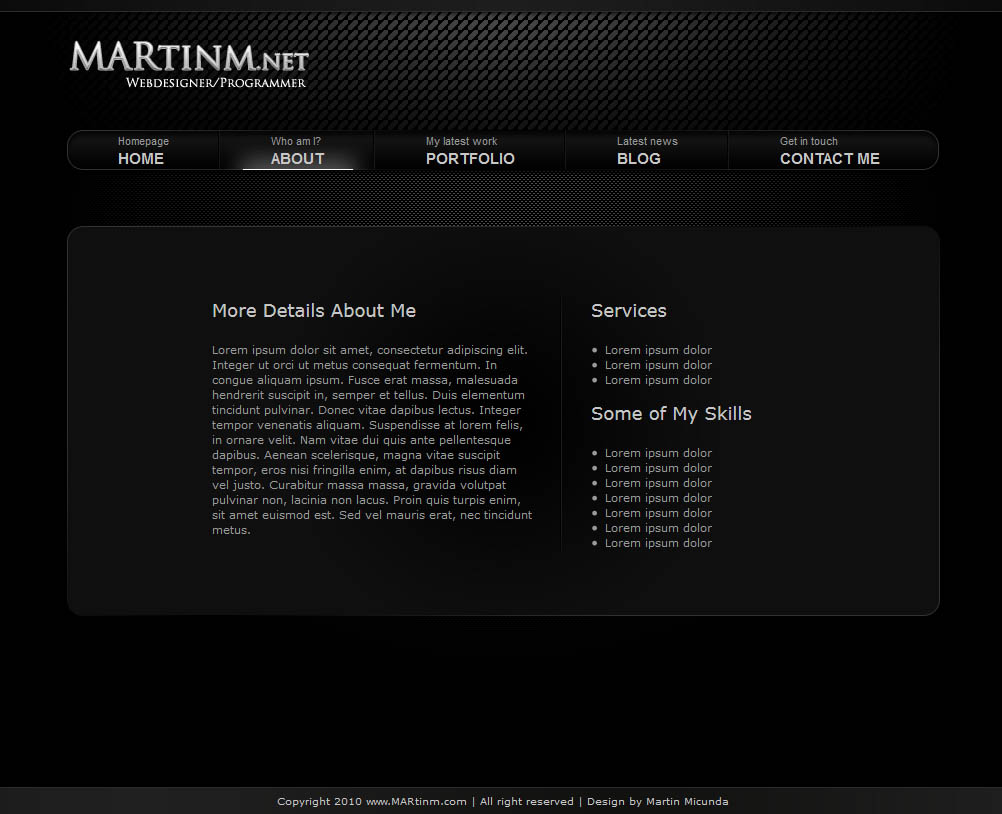 MARTINM.NET
WEBDESIGNER/PROGRAMMER
Homepage
HOME
Who am I?
ABOUT
My latest work
PORTFOLIO
Latest news
BLOG
Get in touch
CONTACT ME
More Details About Me
Lorem ipsum dolor sit amet, consectetur adipiscing elit.
Integer ut orci ut metus consequat fermentum. In
congue aliquam ipsum. Fusce erat massa, malesuada
hendrerit suscipit in, semper et tellus. Duis elementum
tincidunt pulvinar. Donec vitae dapibus lectus. Integer
tempor venenatis aliquam. Suspendisse at lorem felis,
in ornare velit. Nam vitae dui quis ante pellentesque
dapibus. Aenean scelerisque, magna vitae suscipit
tempor, eros nisi fringilla enim, at dapibus risus diam
vel justo. Curabitur massa massa, gravida volutpat
pulvinar non, lacinia non lacus. Proin quis turpis enim,
sit amet euismod est. Sed vel mauris erat, nec tincidunt
metus.
Services
• Lorem ipsum dolor
• Lorem ipsum dolor
• Lorem ipsum dolor
Some of My Skills
• Lorem ipsum dolor
• Lorem ipsum dolor
• Lorem ipsum dolor
• Lorem ipsum dolor
• Lorem ipsum dolor
• Lorem ipsum dolor
• Lorem ipsum dolor
Copyright 2010 www.MARtinm.com | All right reserved | Design by Martin Micunda